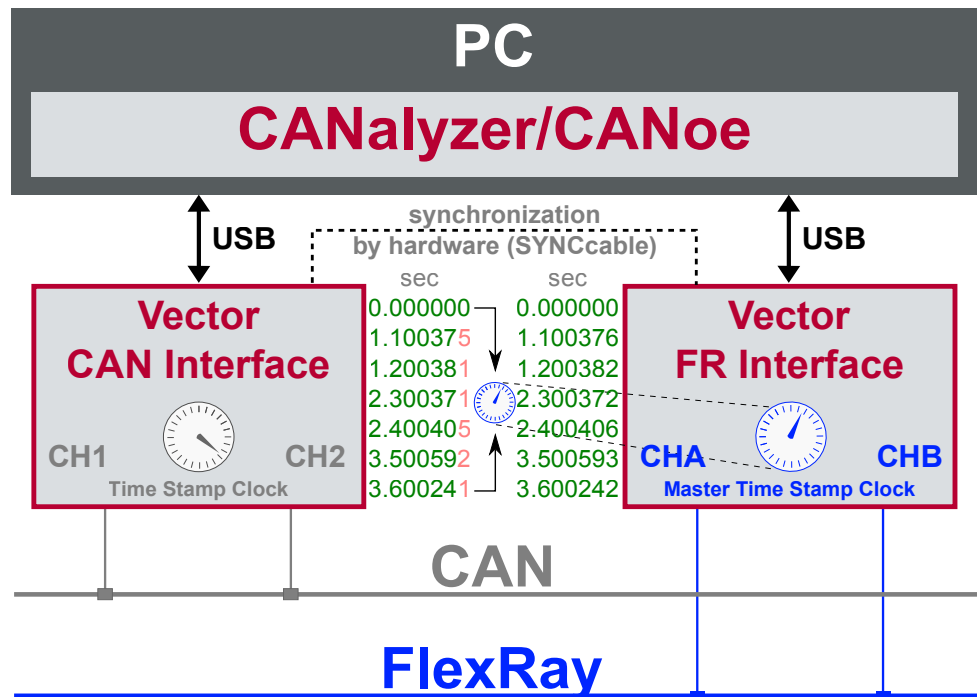 PC
CANalyzer/CANoe
USB
synchronization
by hardware (SYNCcable)
USB
Vector
CAN Interface
CH1
CH2
Time Stamp Clock
sec
0.000000
1.100375
1.200381
2.300371
2.400405
3.500592
3.600241
sec
0.000000
1.100376
1.200382
2.300372
2.400406
3.500593
3.600242
Vector
FR Interface
CHA
CHB
Master Time Stamp Clock
CAN
FlexRay